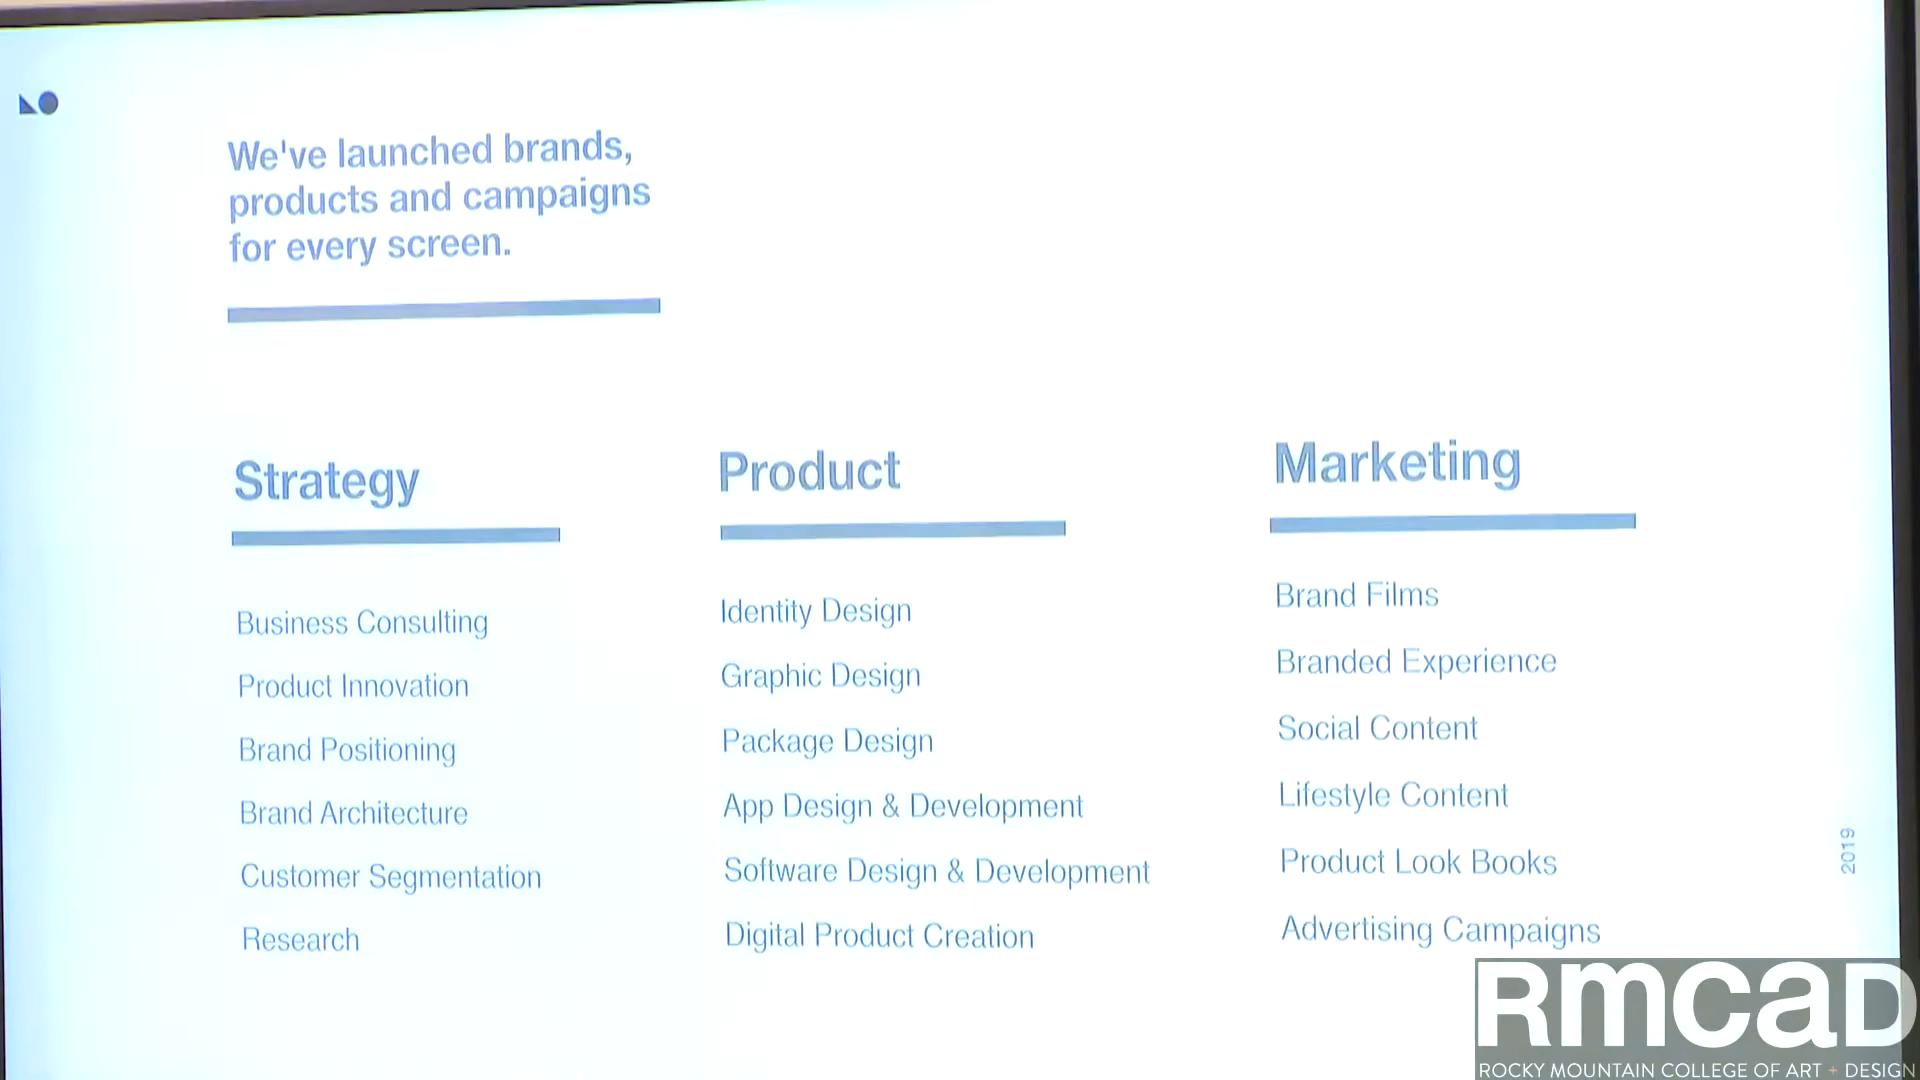 We've launched brands,
products and campaigns
for every screen.
Strategy
Business Consulting
Product Innovation
Brand Positioning
Brand Architecture
Customer Segmentation
Research
Product
Identity Design
Graphic Design
Package Design
App Design & Development
Software Design & Development
Digital Product Creation
Marketing
Brand Films
Branded Experience
Social Content
Lifestyle Content
Product Look Books
Advertising Campaigns
2019
Rmcad
ROCKY MOUNTAIN COLLEGE OF ART + DESIGN